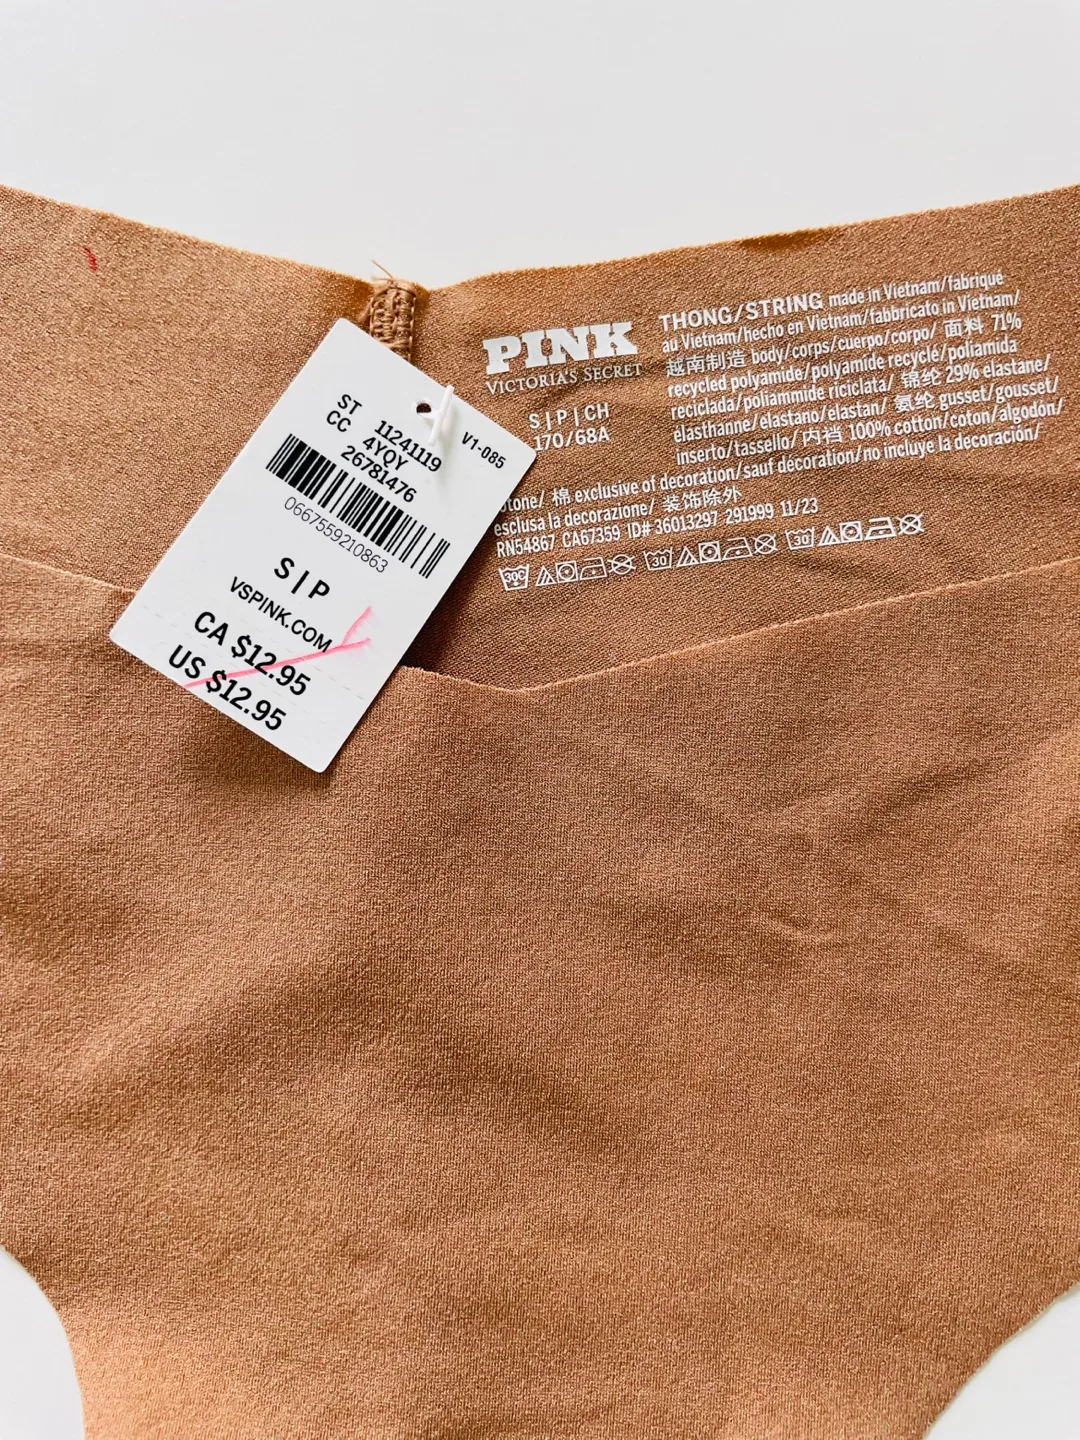 ST 11241119
CC 4YQY
26781476
V1-085
0667559210863
S|P
VSPINK.COM
CA $12.95
US $12.95
PINK
VICTORIA'S SECRET
S|P|CH
170/68A
THONG/STRING made in Vietnam/fabriqué
au Vietnam/hecho en Vietnam/fabbricato in Vietnam/
越南制造 body/corps/cuerpo/corpo/ 面料 71%
recycled polyamide/polyamide recyclé/poliamida
reciclada/poliammide riciclata/ 锦纶 29% elastane/
elasthanne/elastano/elastan/ 氨纶 gusset/gousset/
inserto/tassello/内裆 100% cotton/coton/algodón/
tone/ 棉 exclusive of decoration/sauf décoration/no incluye la decoración/
esclusa la decorazione/ 装饰除外
RN54867 CA67359 ID# 36013297 291999 11/23
30 30 30